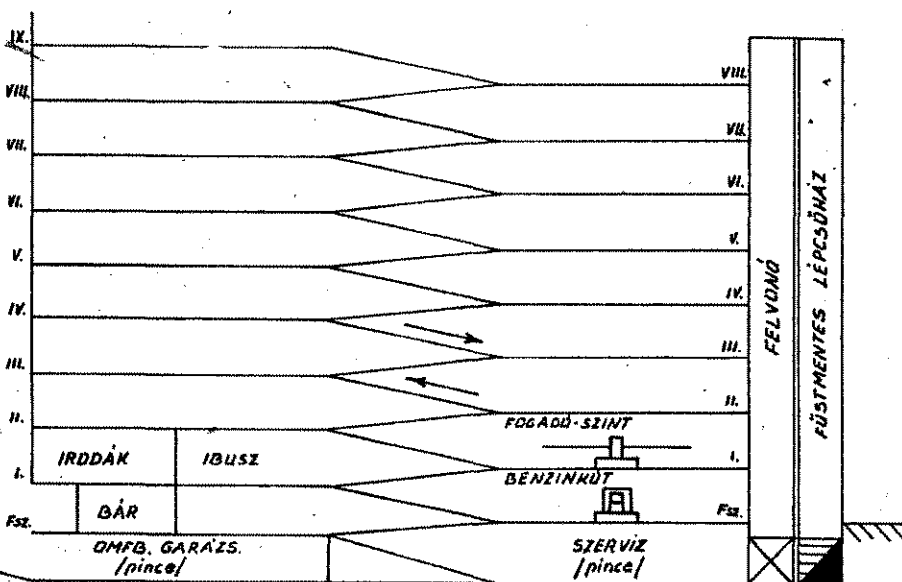 IX.
VIII.
VIII.
VII.
VII.
VI.
VI.
V.
V.
IV.
IV.
III.
III.
II.
II.
FOGADÓ-SZINT
IRODÁK
IBUSZ
I.
I.
BENZINKÚT
BÁR
Fsz.
Fsz.
OMFB. GARÁZS.
/pince/
SZERVIZ
/pince/
FELVONÓ
FÜSTMENTES LÉPCSŐHÁZ